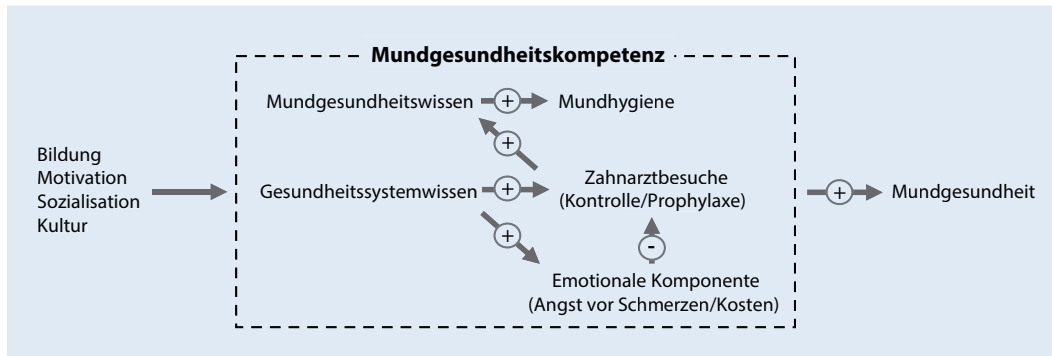 Mundgesundheitskompetenz
Mundgesundheitswissen + Mundhygiene
+
Bildung
Motivation
Sozialisation
Kultur
Gesundheitssystemwissen + Zahnarztbesuche
(Kontrolle/Prophylaxe)
+ Mundgesundheit
+
-
Emotionale Komponente
(Angst vor Schmerzen/Kosten)